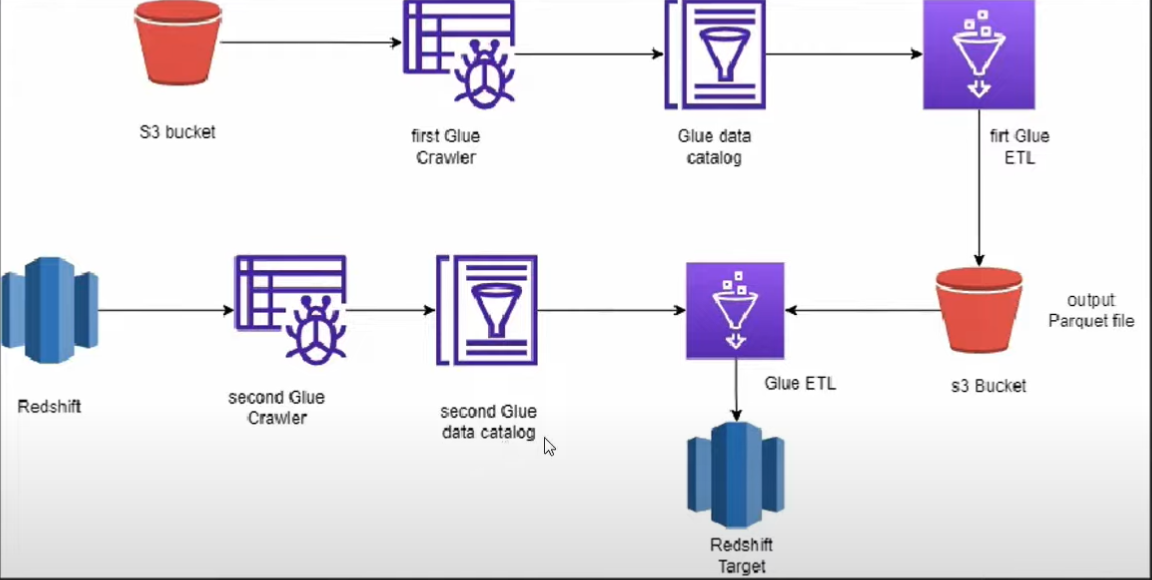 S3 bucket
first Glue
Crawler
Glue data
catalog
firt Glue
ETL
output
Parquet file
s3 Bucket
Redshift
second Glue
Crawler
second Glue
data catalog
Glue ETL
Redshift
Target